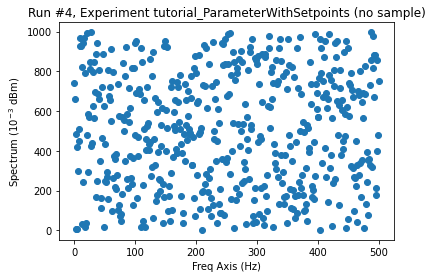 Run #4, Experiment tutorial_ParameterWithSetpoints (no sample)
1000
800
600
400
200
0
Spectrum (10⁻³ dBm)
0 100 200 300 400 500
Freq Axis (Hz)